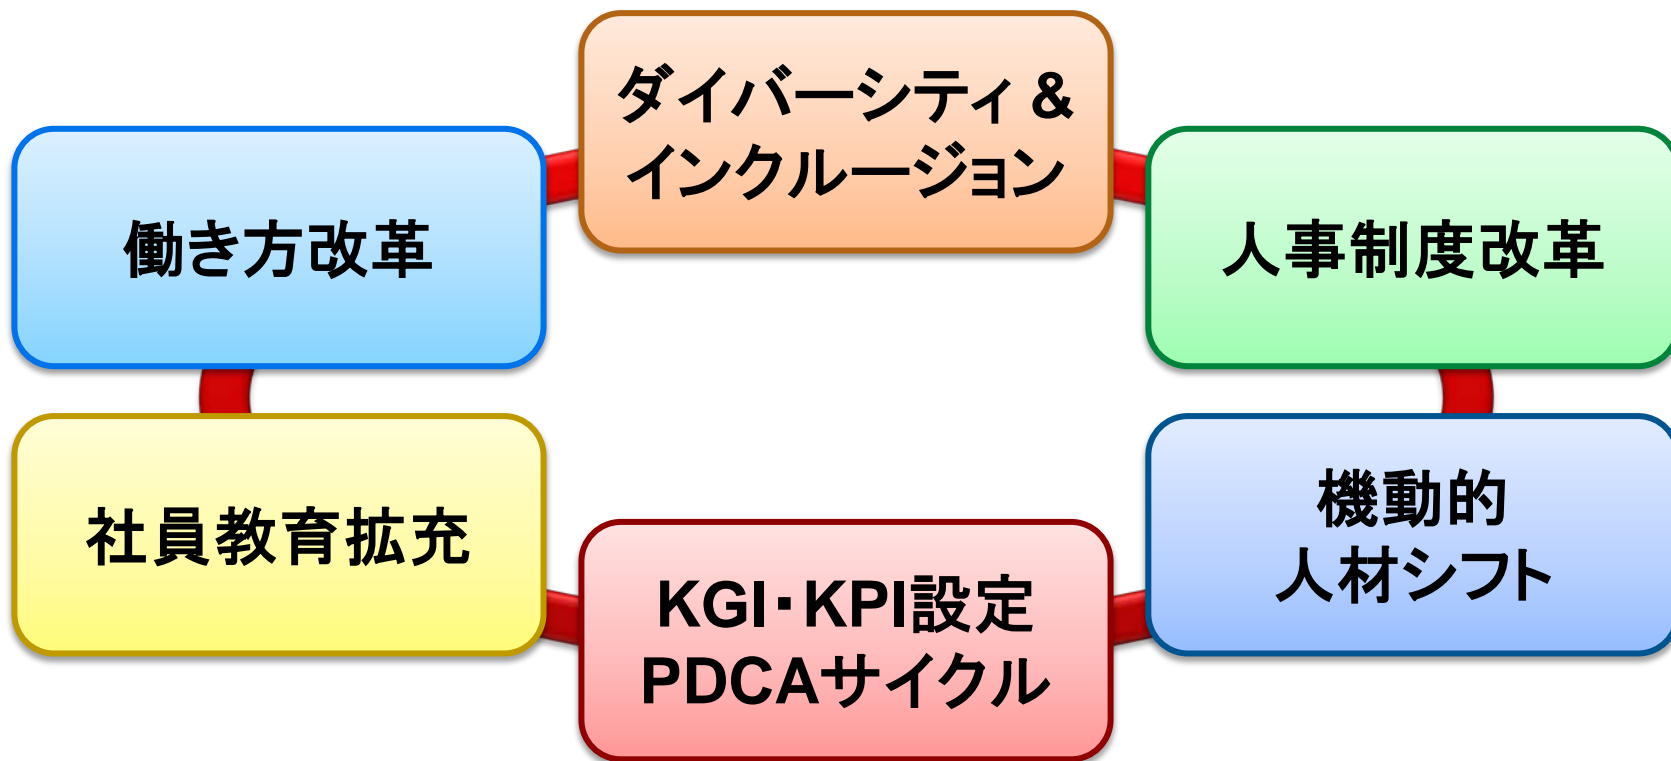 ダイバーシティ &
インクルージョン
働き方改革
人事制度改革
社員教育拡充
機動的
人材シフト
KGI・KPI設定
PDCAサイクル